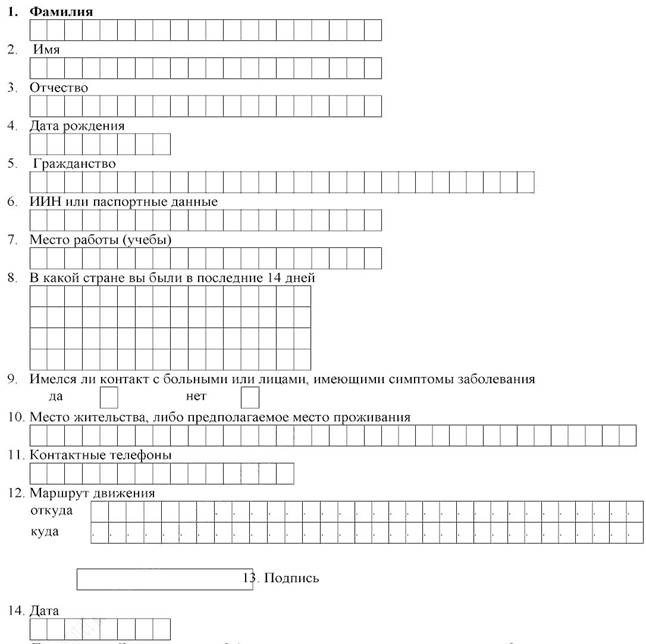 1. Фамилия
2. Имя
3. Отчество
4. Дата рождения
5. Гражданство
6. ИИН или паспортные данные
7. Место работы (учебы)
8. В какой стране вы были в последние 14 дней
9. Имелся ли контакт с больными или лицами, имеющими симптомы заболевания
да нет
10. Место жительства, либо предполагаемое место проживания
11. Контактные телефоны
12. Маршрут движения
откуда
куда
13. Подпись
14. Дата